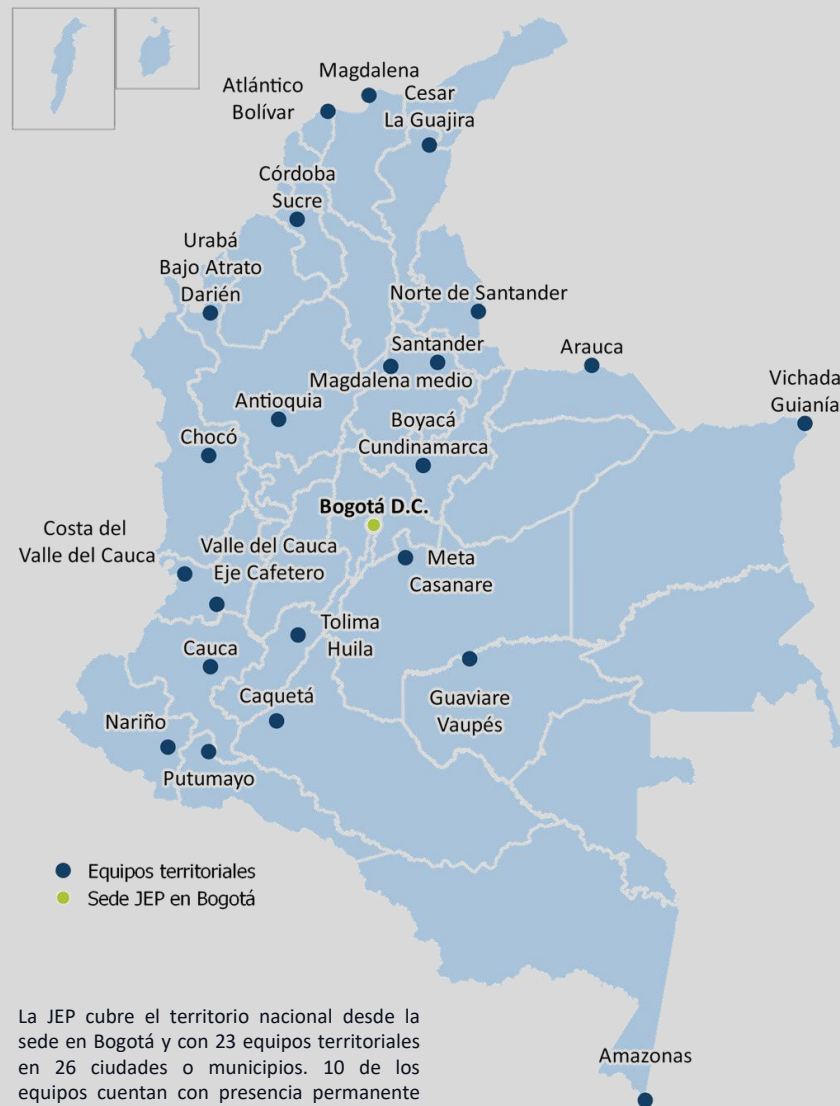 Magdalena
Atlántico
Bolívar
Cesar
La Guajira
Córdoba
Sucre
Urabá
Bajo Atrato
Darién
Norte de Santander
Santander
Arauca
Magdalena medio
Vichada
Guianía
Antioquia
Boyacá
Cundinamarca
Chocó
Bogotá D.C.
Costa del
Valle del Cauca
Valle del Cauca
Eje Cafetero
Meta
Casanare
Tolima
Huila
Cauca
Caquetá
Guaviare
Vaupés
Nariño
Putumayo
Equipos territoriales
Sede JEP en Bogotá
La JEP cubre el territorio nacional desde la
sede en Bogotá y con 23 equipos territoriales
en 26 ciudades o municipios. 10 de los
equipos cuentan con presencia permanente
Amazonas